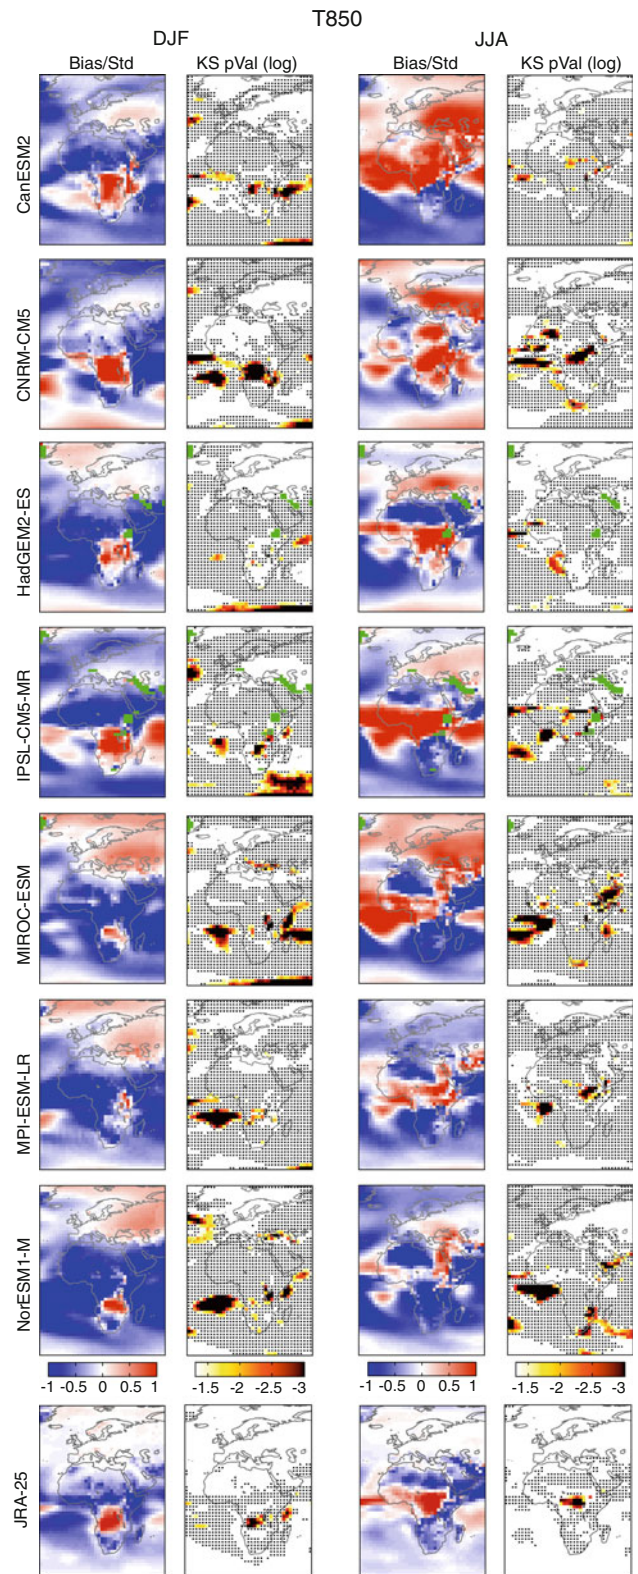 T850
DJF JJA
Bias/Std KS pVal (log) Bias/Std KS pVal (log)
CanESM2
CNRM-CM5
HadGEM2-ES
IPSL-CM5-MR
MIROC-ESM
MPI-ESM-LR
NorESM1-M
-1 -0.5 0 0.5 1 -1.5 -2 -2.5 -3 -1 -0.5 0 0.5 1 -1.5 -2 -2.5 -3
JRA-25